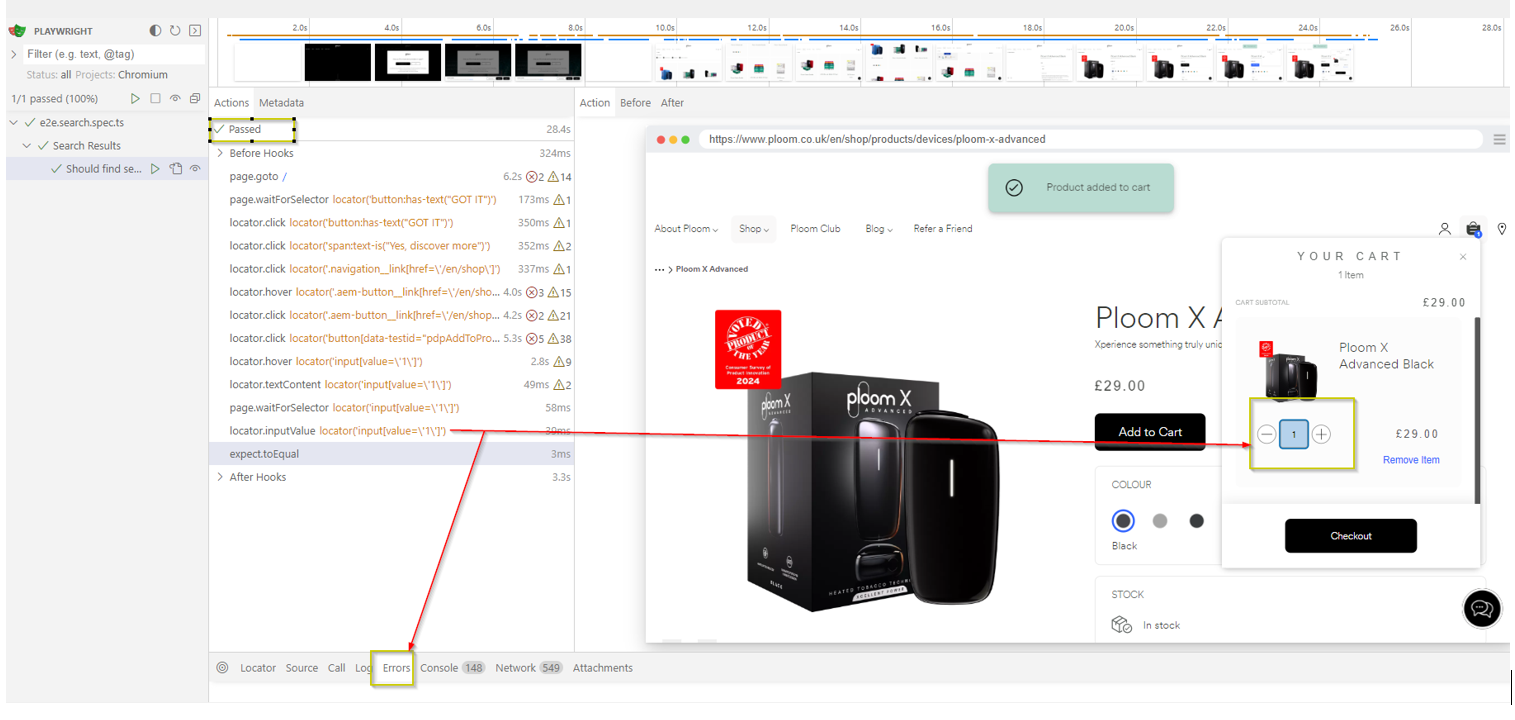 PLAYWRIGHT
Filter (e.g. text, @tag)
Status: all Projects: Chromium
1/1 passed (100%)
e2e.search.spec.ts
Search Results
Should find se...
2.0s 4.0s 6.0s 8.0s 10.0s 12.0s 14.0s 16.0s 18.0s 20.0s 22.0s 24.0s 26.0s 28.0s
Actions Metadata
Passed 28.4s
Before Hooks 324ms
page.goto / 6.2s 2 14
page.waitForSelector locator('button:has-text("GOT IT")') 173ms 1
locator.click locator('button:has-text("GOT IT")') 350ms 1
locator.click locator('span:text-is("Yes, discover more")') 352ms 2
locator.click locator('.navigation__link[href=\'/en/shop\']') 337ms 1
locator.hover locator('.aem-button__link[href=\'/en/sho... 4.0s 3 15
locator.click locator('.aem-button__link[href=\'/en/shop... 4.2s 2 21
locator.click locator('button[data-testid="pdpAddToPro... 5.3s 5 38
locator.hover locator('input[value=\'1\']') 2.8s 9
locator.textContent locator('input[value=\'1\']') 49ms 2
page.waitForSelector locator('input[value=\'1\']') 58ms
locator.inputValue locator('input[value=\'1\']') 39ms
expect.toEqual 3ms
After Hooks 3.3s
Action Before After
https://www.ploom.co.uk/en/shop/products/devices/ploom-x-advanced
Product added to cart
About Ploom Shop Ploom Club Blog Refer a Friend
1
••• Ploom X Advanced
VOTED PRODUCT OF THE YEAR
Consumer Survey of
Product Innovation
2024
ploom X
ADVANCED
ploom X
ADVANCED
BLACK
HEATED TOBACCO
EXCELLENT POWER
Ploom X A
Xperience something truly uniq
£29.00
Add to Cart
COLOUR
Black
STOCK
In stock
YOUR CART
1 Item
CART SUBTOTAL £29.00
Ploom X
Advanced Black
1 £29.00
Remove Item
Checkout
Locator Source Call Log Errors Console 148 Network 549 Attachments